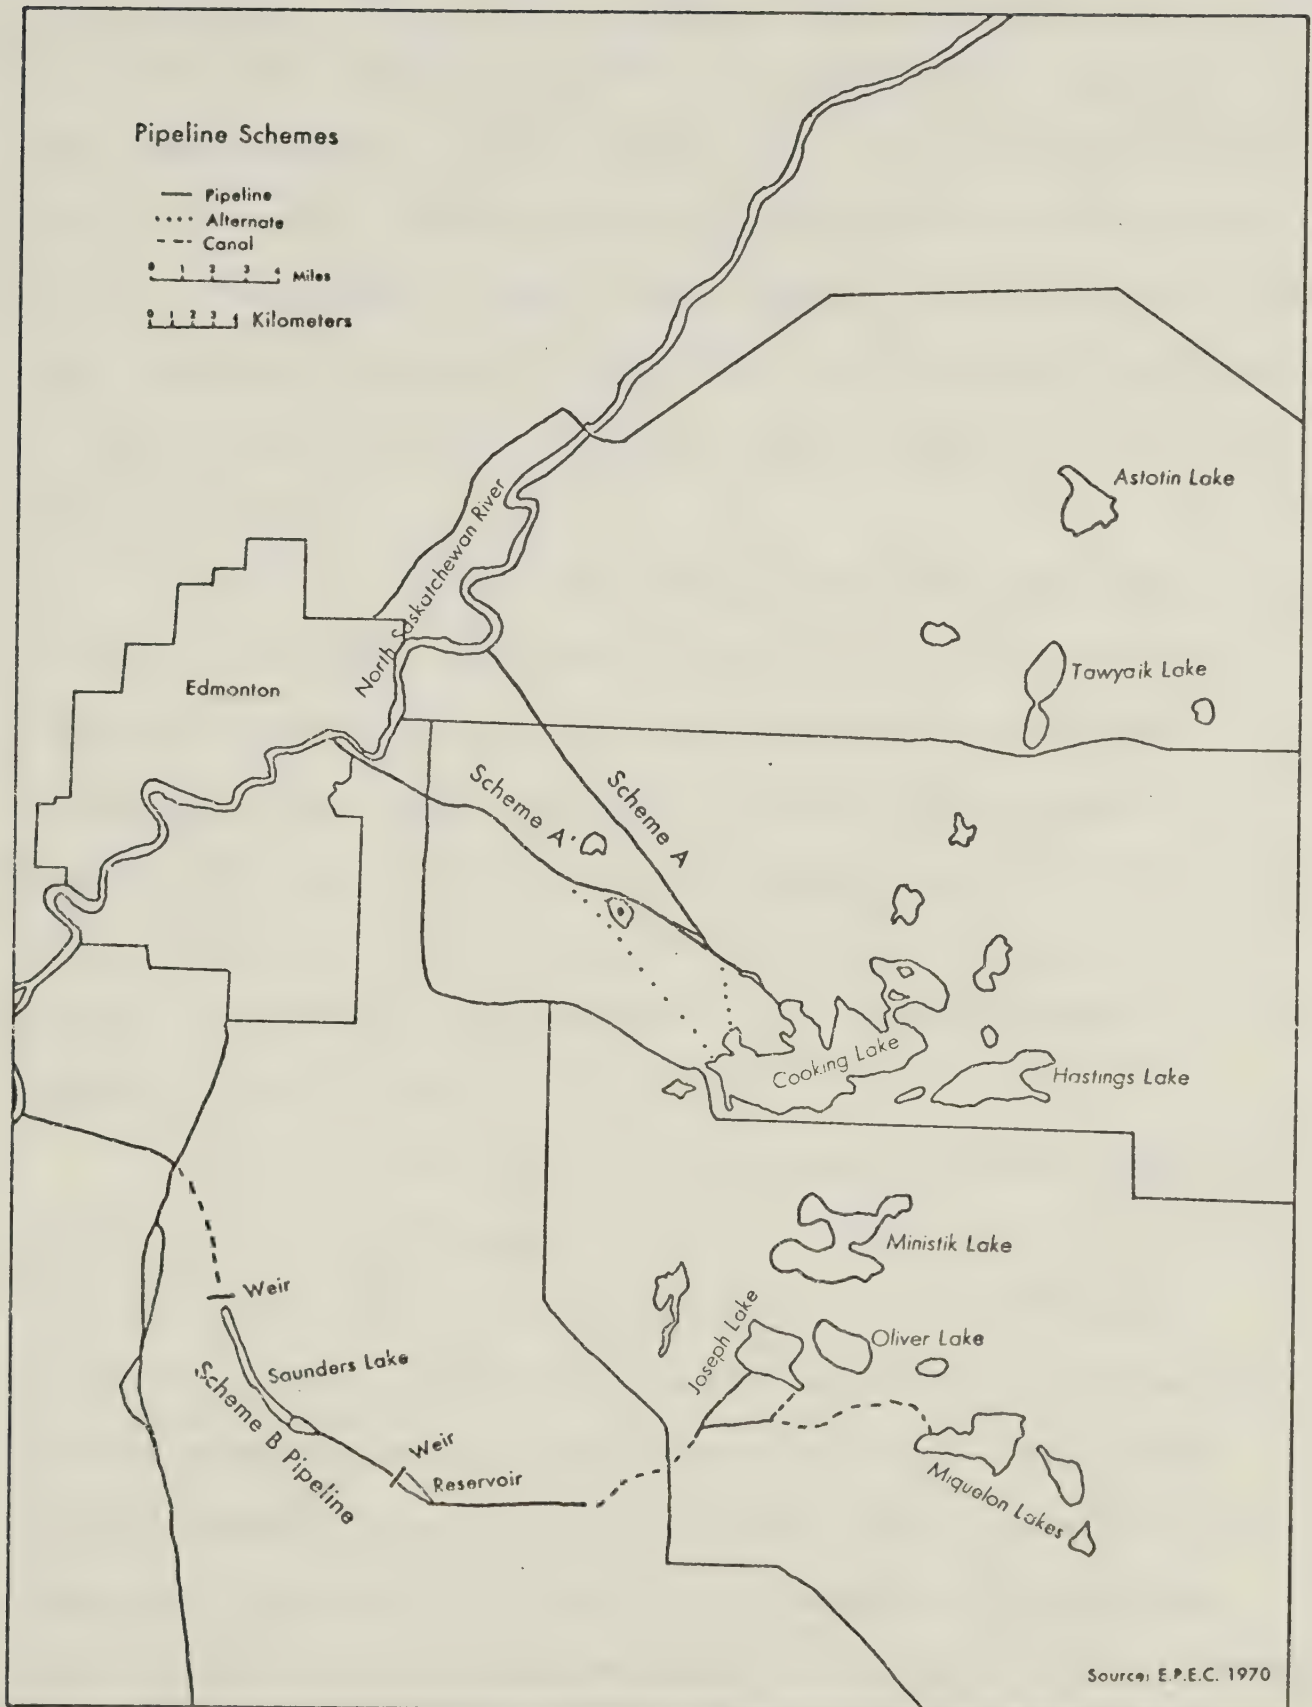 Pipeline Schemes
Pipeline
Alternate
Canal
0 1 2 3 4 Miles
0 1 2 3 4 Kilometers
North Saskatchewan River
Astotin Lake
Edmonton
Tawyaik Lake
Scheme A'
Scheme A
Cooking Lake
Hastings Lake
Ministik Lake
Weir
Joseph Lake
Oliver Lake
Saunders Lake
Scheme B Pipeline
Weir
Reservoir
Miquelon Lakes
Source: E.P.E.C. 1970